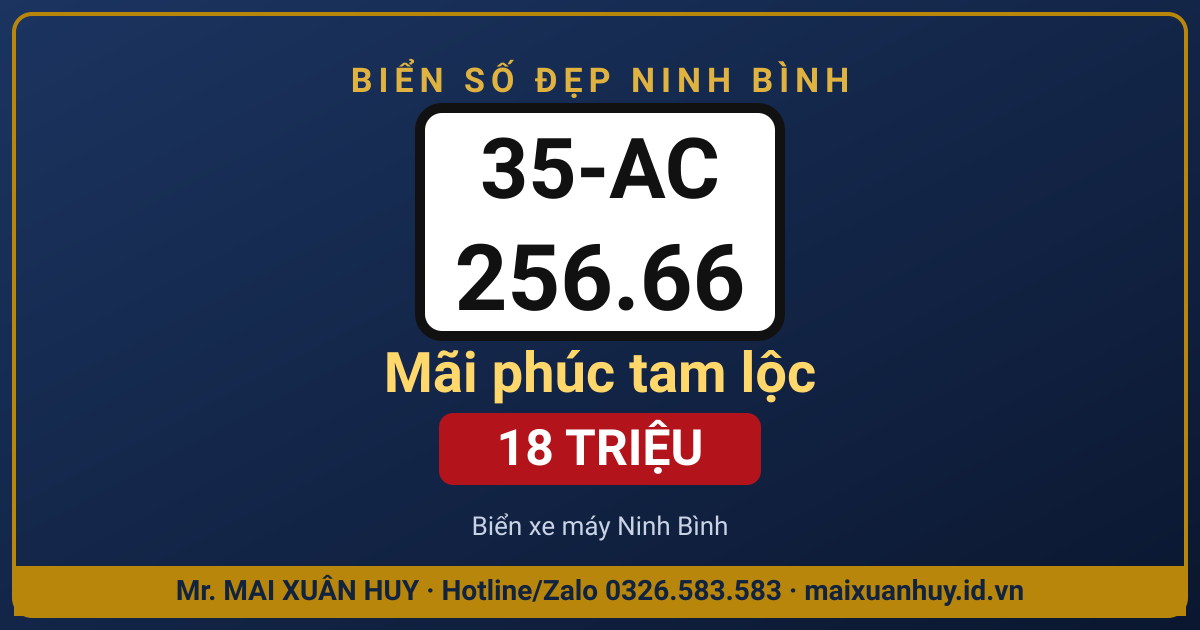 BIỂN SỐ ĐẸP NINH BÌNH
35-AC
256.66
Mãi phúc tam lộc
18 TRIỆU
Biển xe máy Ninh Bình
Mr. MAI XUÂN HUY · Hotline/Zalo 0326.583.583 · maixuanhuy.id.vn